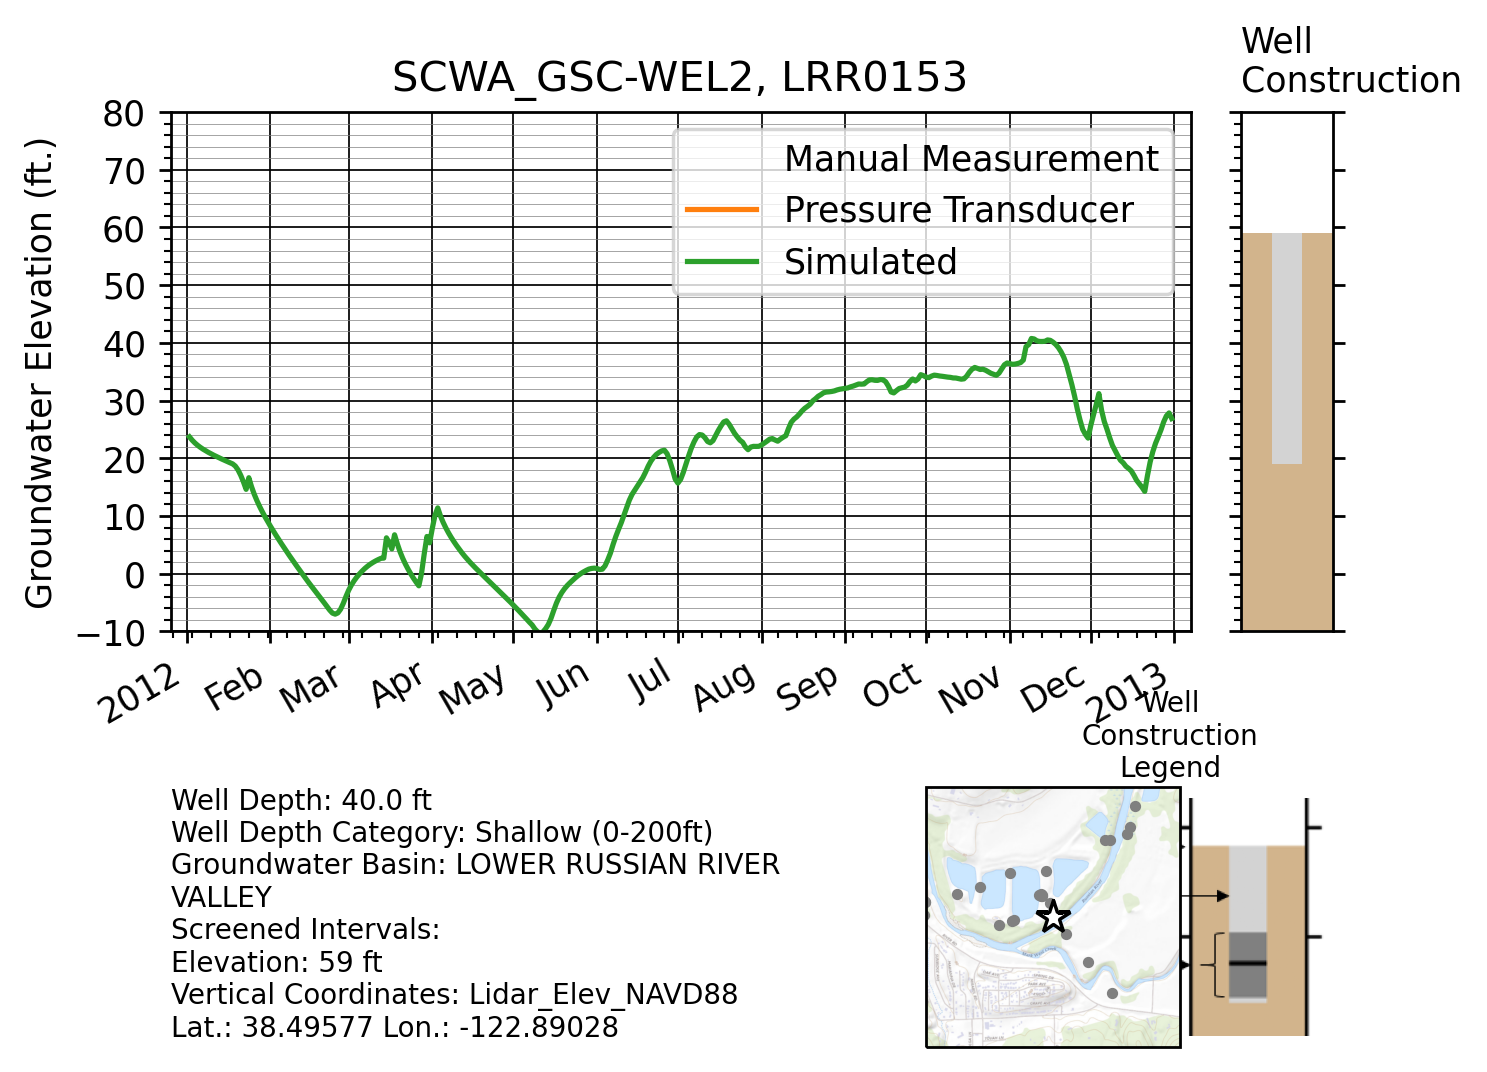 Well
Construction
SCWA_GSC-WEL2, LRR0153
Groundwater Elevation (ft.)
80
70
60
50
40
30
20
10
0
−10
Manual Measurement
Pressure Transducer
Simulated
2012
Feb
Mar
Apr
May
Jun
Jul
Aug
Sep
Oct
Nov
Dec
2013
Well
Construction
Legend
Well Depth: 40.0 ft
Well Depth Category: Shallow (0-200ft)
Groundwater Basin: LOWER RUSSIAN RIVER
VALLEY
Screened Intervals:
Elevation: 59 ft
Vertical Coordinates: Lidar_Elev_NAVD88
Lat.: 38.49577 Lon.: -122.89028